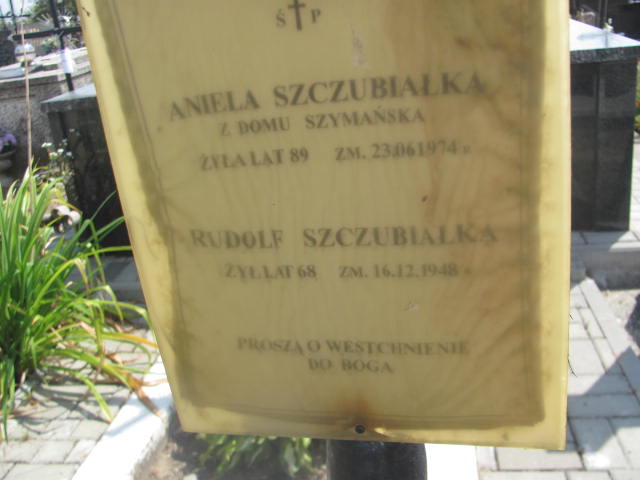 Ś † P
ANIELA SZCZUBIAŁKA
Z DOMU SZYMAŃSKA
ŻYŁA LAT 89 ZM. 23.06.1974 r.
RUDOLF SZCZUBIAŁKA
ŻYŁ LAT 68 ZM. 16.12.1948 r.
PROSZĄ O WESTCHNIENIE
DO BOGA